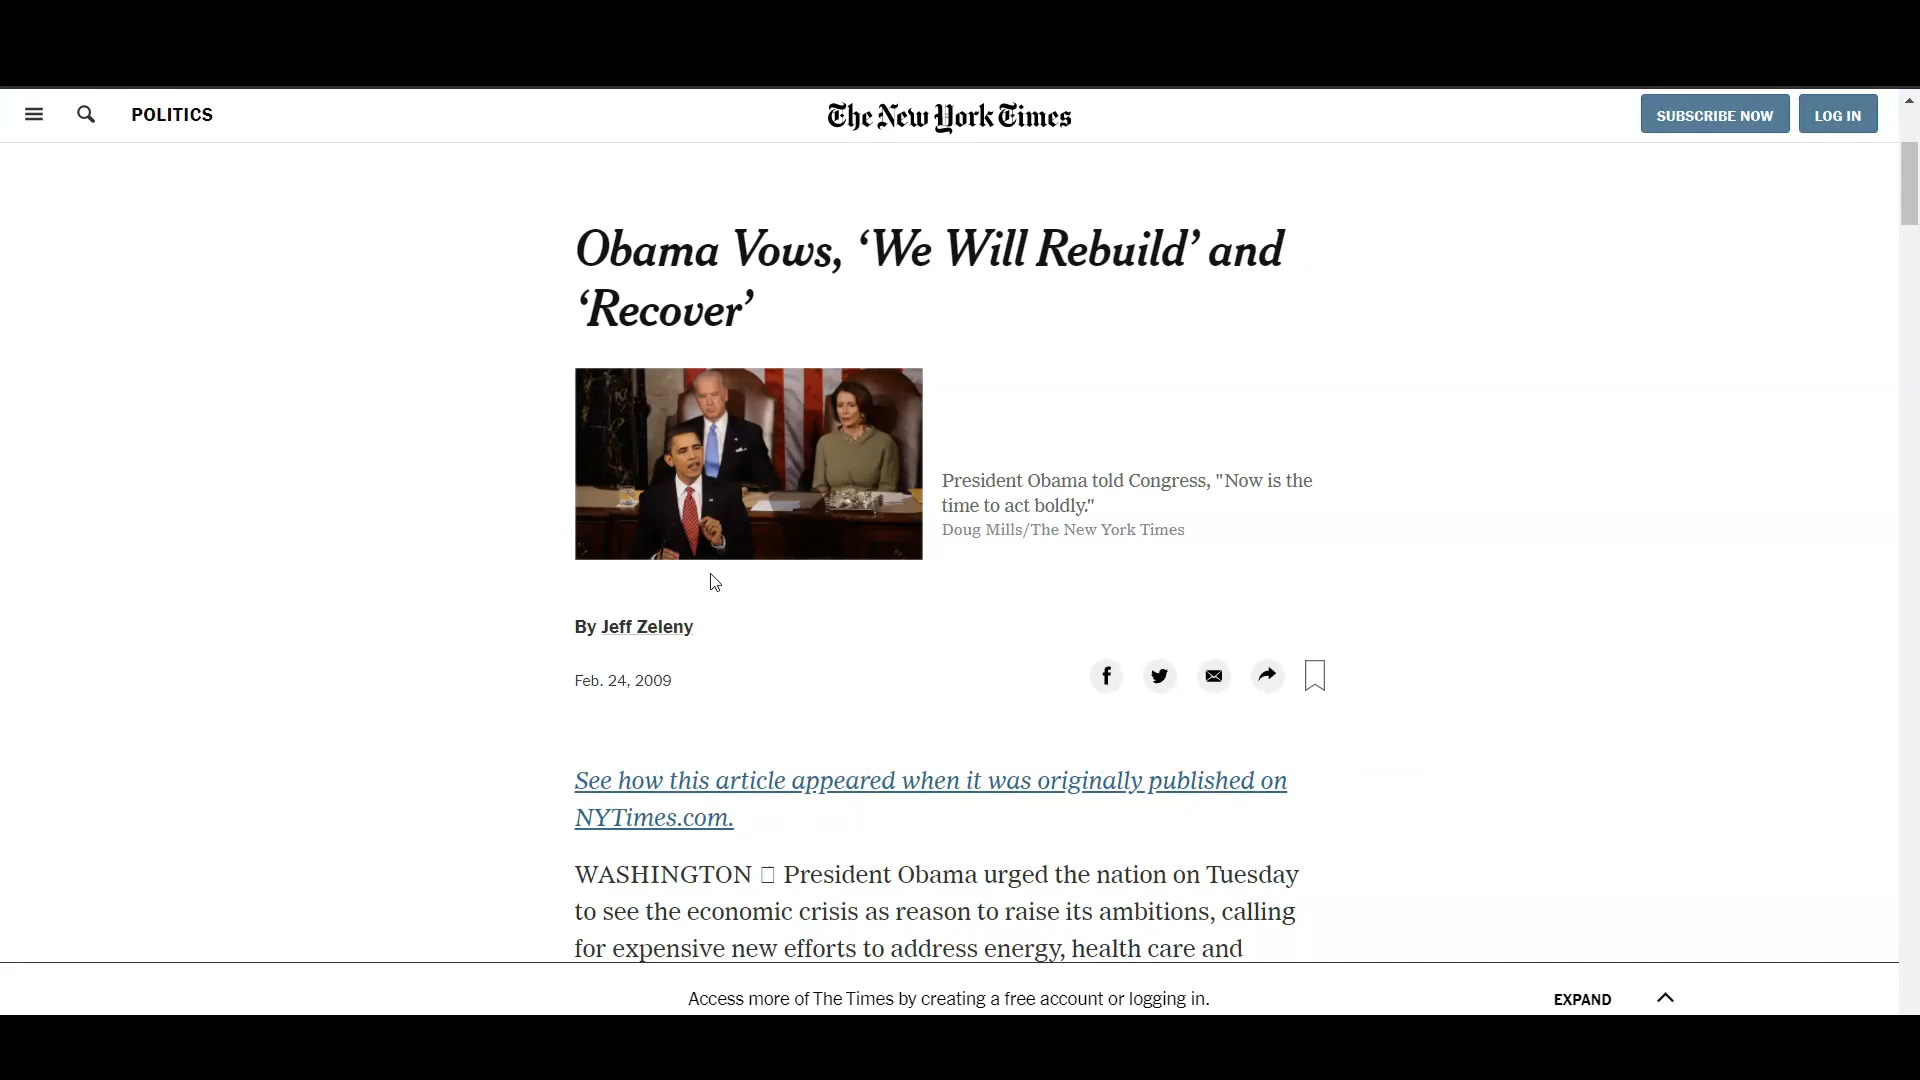 POLITICS
The New York Times
SUBSCRIBE NOW
LOG IN
Obama Vows, ‘We Will Rebuild’ and
‘Recover’
President Obama told Congress, "Now is the
time to act boldly."
Doug Mills/The New York Times
By Jeff Zeleny
Feb. 24, 2009
See how this article appeared when it was originally published on
NYTimes.com.
WASHINGTON □ President Obama urged the nation on Tuesday
to see the economic crisis as reason to raise its ambitions, calling
for expensive new efforts to address energy, health care and
Access more of The Times by creating a free account or logging in.
EXPAND